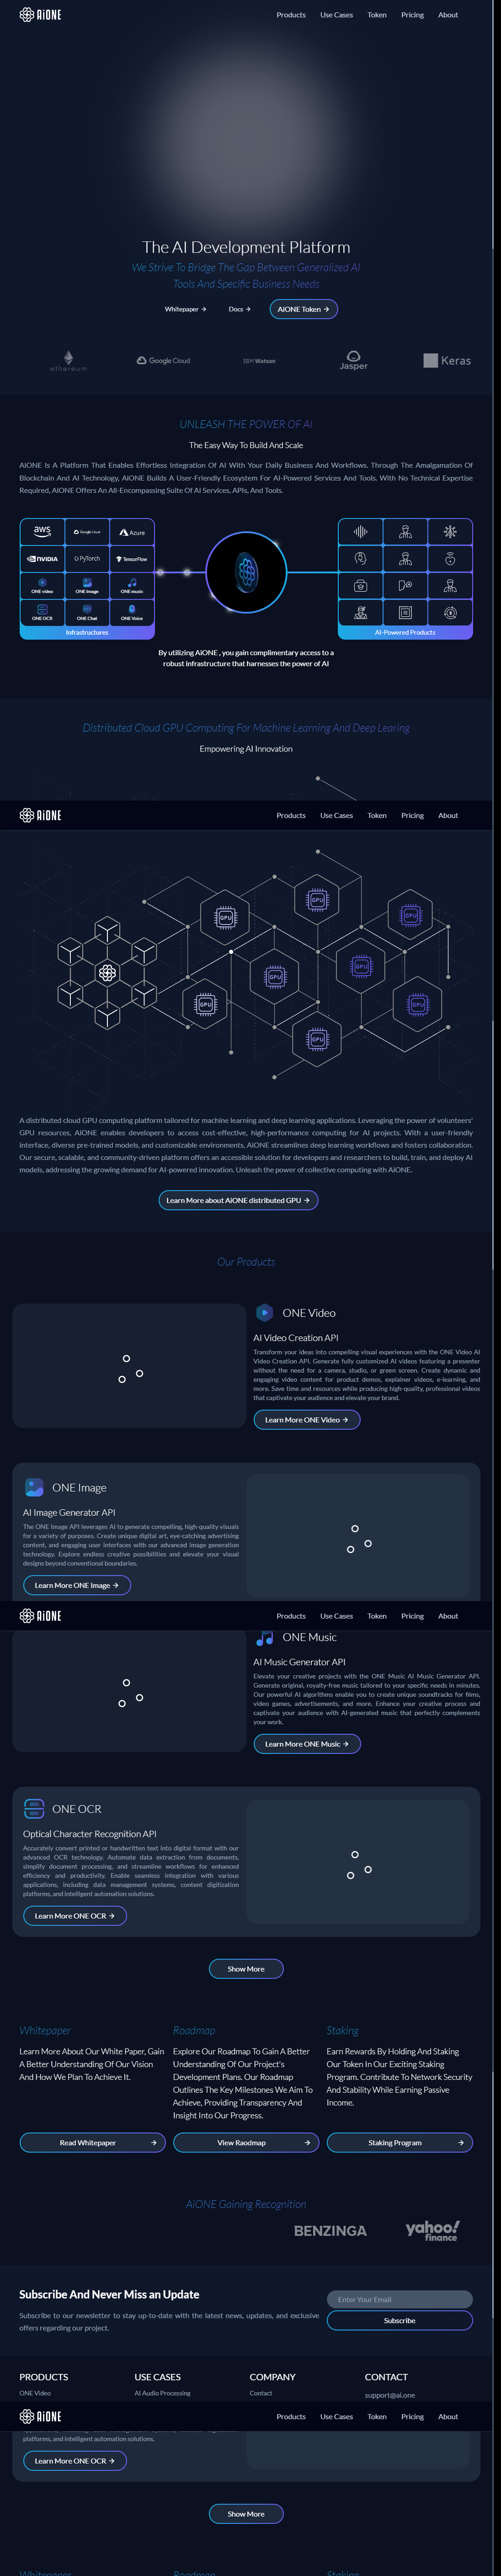 AiONE
Products Use Cases Token Pricing About
The AI Development Platform
We Strive To Bridge The Gap Between Generalized AI
Tools And Specific Business Needs
Whitepaper → Docs → AiONE Token →
ethereum Google Cloud IBM Watson Jasper Keras
UNLEASH THE POWER OF AI
The Easy Way To Build And Scale
AiONE Is A Platform That Enables Effortless Integration Of AI With Your Daily Business And Workflows. Through The Amalgamation Of
Blockchain And AI Technology, AiONE Builds A User-Friendly Ecosystem For AI-Powered Services And Tools. With No Technical Expertise
Required, AiONE Offers An All-Encompassing Suite Of AI Services, APIs, And Tools.
aws Google Cloud Azure
NVIDIA PyTorch TensorFlow
ONE video ONE Image ONE music
ONE OCR ONE Chat ONE Voice
Infrastructures
AI-Powered Products
By utilizing AiONE , you gain complimentary access to a
robust infrastructure that harnesses the power of AI
Distributed Cloud GPU Computing For Machine Learning And Deep Learing
Empowering AI Innovation
AiONE
Products Use Cases Token Pricing About
GPU GPU GPU
GPU GPU
GPU GPU
GPU
A distributed cloud GPU computing platform tailored for machine learning and deep learning applications. Leveraging the power of volunteers'
GPU resources, AiONE enables developers to access cost-effective, high-performance computing for AI projects. With a user-friendly
interface, diverse pre-trained models, and customizable environments, AiONE streamlines deep learning workflows and fosters collaboration.
Our secure, scalable, and community-driven platform offers an accessible solution for developers and researchers to build, train, and deploy AI
models, addressing the growing demand for AI-powered innovation. Unleash the power of collective computing with AiONE.
Learn More about AiONE distributed GPU →
Our Products
ONE Video
AI Video Creation API
Transform your ideas into compelling visual experiences with the ONE Video AI
Video Creation API. Generate fully customized AI videos featuring a presenter
without the need for a camera, studio, or green screen. Create dynamic and
engaging video content for product demos, explainer videos, e-learning, and
more. Save time and resources while producing high-quality, professional videos
that captivate your audience and elevate your brand.
Learn More ONE Video →
ONE Image
AI Image Generator API
The ONE Image API leverages AI to generate compelling, high-quality visuals
for a variety of purposes. Create unique digital art, eye-catching advertising
content, and engaging user interfaces with our advanced image generation
technology. Explore endless creative possibilities and elevate your visual
designs beyond conventional boundaries.
Learn More ONE Image →
AiONE
Products Use Cases Token Pricing About
ONE Music
AI Music Generator API
Elevate your creative projects with the ONE Music AI Music Generator API.
Generate original, royalty-free music tailored to your specific needs in minutes.
Our powerful AI algorithms enable you to create unique soundtracks for films,
video games, advertisements, and more. Enhance your creative process and
captivate your audience with AI-generated music that perfectly complements
your work.
Learn More ONE Music →
ONE OCR
Optical Character Recognition API
Accurately convert printed or handwritten text into digital format with our
advanced OCR technology. Automate data extraction from documents,
simplify document processing, and streamline workflows for enhanced
efficiency and productivity. Enable seamless integration with various
applications, including data management systems, content digitization
platforms, and intelligent automation solutions.
Learn More ONE OCR →
Show More
Whitepaper
Learn More About Our White Paper, Gain
A Better Understanding Of Our Vision
And How We Plan To Achieve It.
Read Whitepaper →
Roadmap
Explore Our Roadmap To Gain A Better
Understanding Of Our Project's
Development Plans. Our Roadmap
Outlines The Key Milestones We Aim To
Achieve, Providing Transparency And
Insight Into Our Progress.
View Raodmap →
Staking
Earn Rewards By Holding And Staking
Our Token In Our Exciting Staking
Program. Contribute To Network Security
And Stability While Earning Passive
Income.
Staking Program →
AiONE Gaining Recognition
BENZINGA yahoo! finance
Subscribe And Never Miss an Update
Subscribe to our newsletter to stay up-to-date with the latest news, updates, and exclusive
offers regarding our project.
Enter Your Email
Subscribe
PRODUCTS USE CASES COMPANY CONTACT
ONE Video AI Audio Processing Contact support@ai.one
AiONE
Products Use Cases Token Pricing About
platforms, and intelligent automation solutions.
Learn More ONE OCR →
Show More
Whitepaper Roadmap Staking